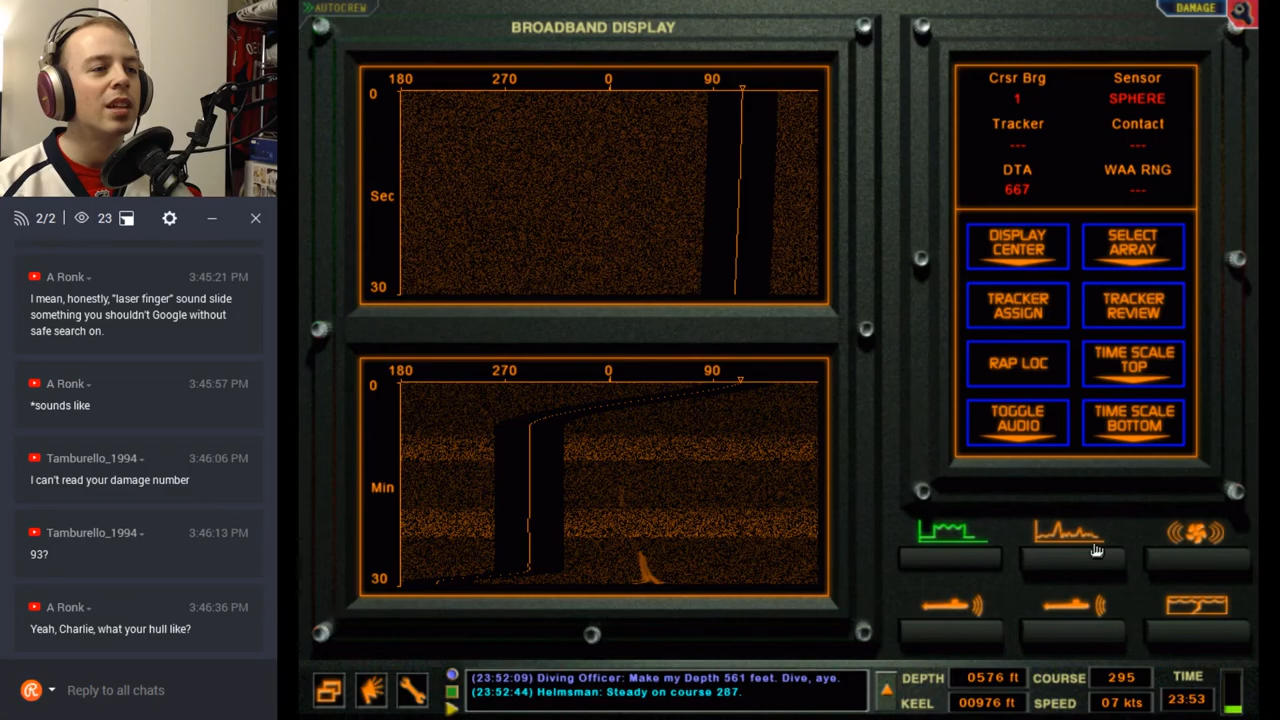 >>AUTOCREW
DAMAGE
BROADBAND DISPLAY
180 270 0 90
0
Sec
30
180 270 0 90
0
Min
30
Crsr Brg Sensor
1 SPHERE
Tracker Contact
--- ---
DTA WAA RNG
667 ---
DISPLAY CENTER
SELECT ARRAY
TRACKER ASSIGN
TRACKER REVIEW
RAP LOC
TIME SCALE TOP
TOGGLE AUDIO
TIME SCALE BOTTOM
2/2 23
A Ronk 3:45:21 PM
I mean, honestly, "laser finger" sound slide
something you shouldn't Google without
safe search on.
A Ronk 3:45:57 PM
*sounds like
Tamburello_1994 3:46:06 PM
I can't read your damage number
Tamburello_1994 3:46:13 PM
93?
A Ronk 3:46:36 PM
Yeah, Charlie, what your hull like?
Reply to all chats
(23:52:09) Diving Officer: Make my Depth 561 feet. Dive, aye.
(23:52:44) Helmsman: Steady on course 287.
DEPTH 0576 ft COURSE 295 TIME
KEEL 00976 ft SPEED 07 kts 23:53